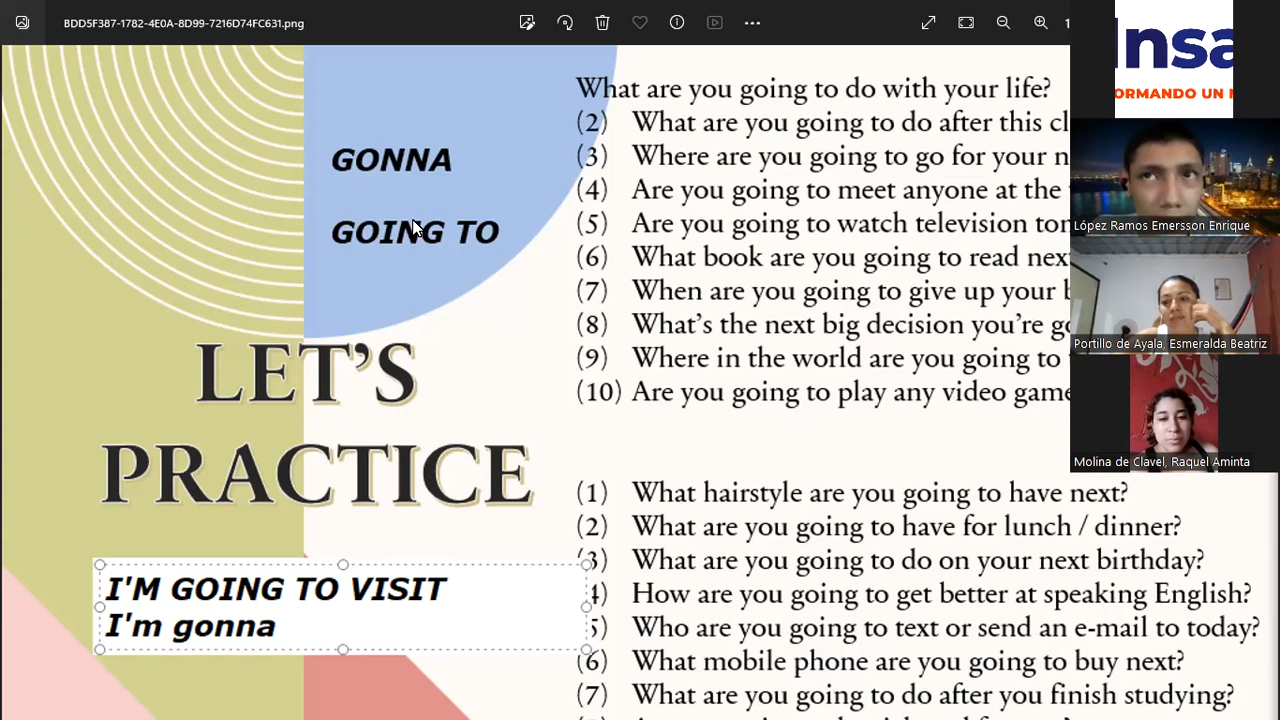 BDD5F387-1782-4E0A-8D99-7216D74FC631.png
nsa
ORMANDO UN
GONNA
GOING TO
LET'S
PRACTICE
I'M GOING TO VISIT
I'm gonna
What are you going to do with your life?
(2) What are you going to do after this cl
(3) Where are you going to go for your n
(4) Are you going to meet anyone at the
(5) Are you going to watch television ton
(6) What book are you going to read nex
(7) When are you going to give up your b
(8) What's the next big decision you're go
(9) Where in the world are you going to
(10) Are you going to play any video game
(1) What hairstyle are you going to have next?
(2) What are you going to have for lunch / dinner?
3) What are you going to do on your next birthday?
4) How are you going to get better at speaking English?
5) Who are you going to text or send an e-mail to today?
(6) What mobile phone are you going to buy next?
(7) What are you going to do after you finish studying?
López Ramos Emersson Enrique
Portillo de Ayala, Esmeralda Beatriz
Molina de Clavel, Raquel Aminta